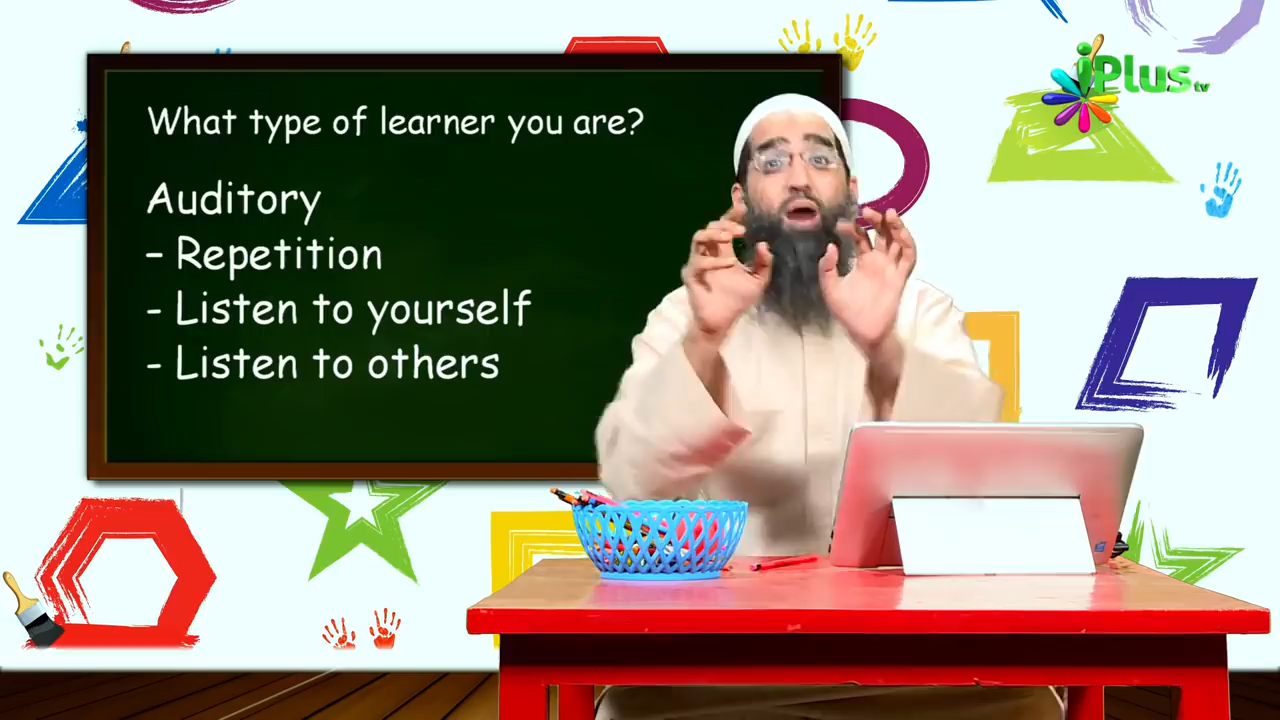 What type of learner you are?
Auditory
- Repetition
- Listen to yourself
- Listen to others
iPlus tv